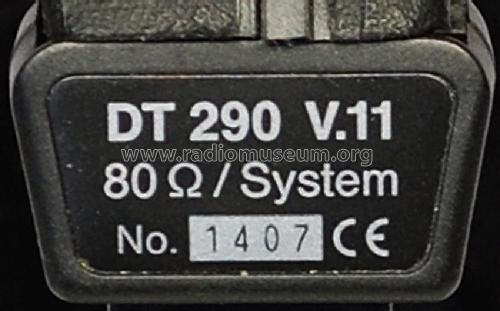 DT 290 V.11
www.radiomuseum.org
80 Ω / System
No. 1407 CE